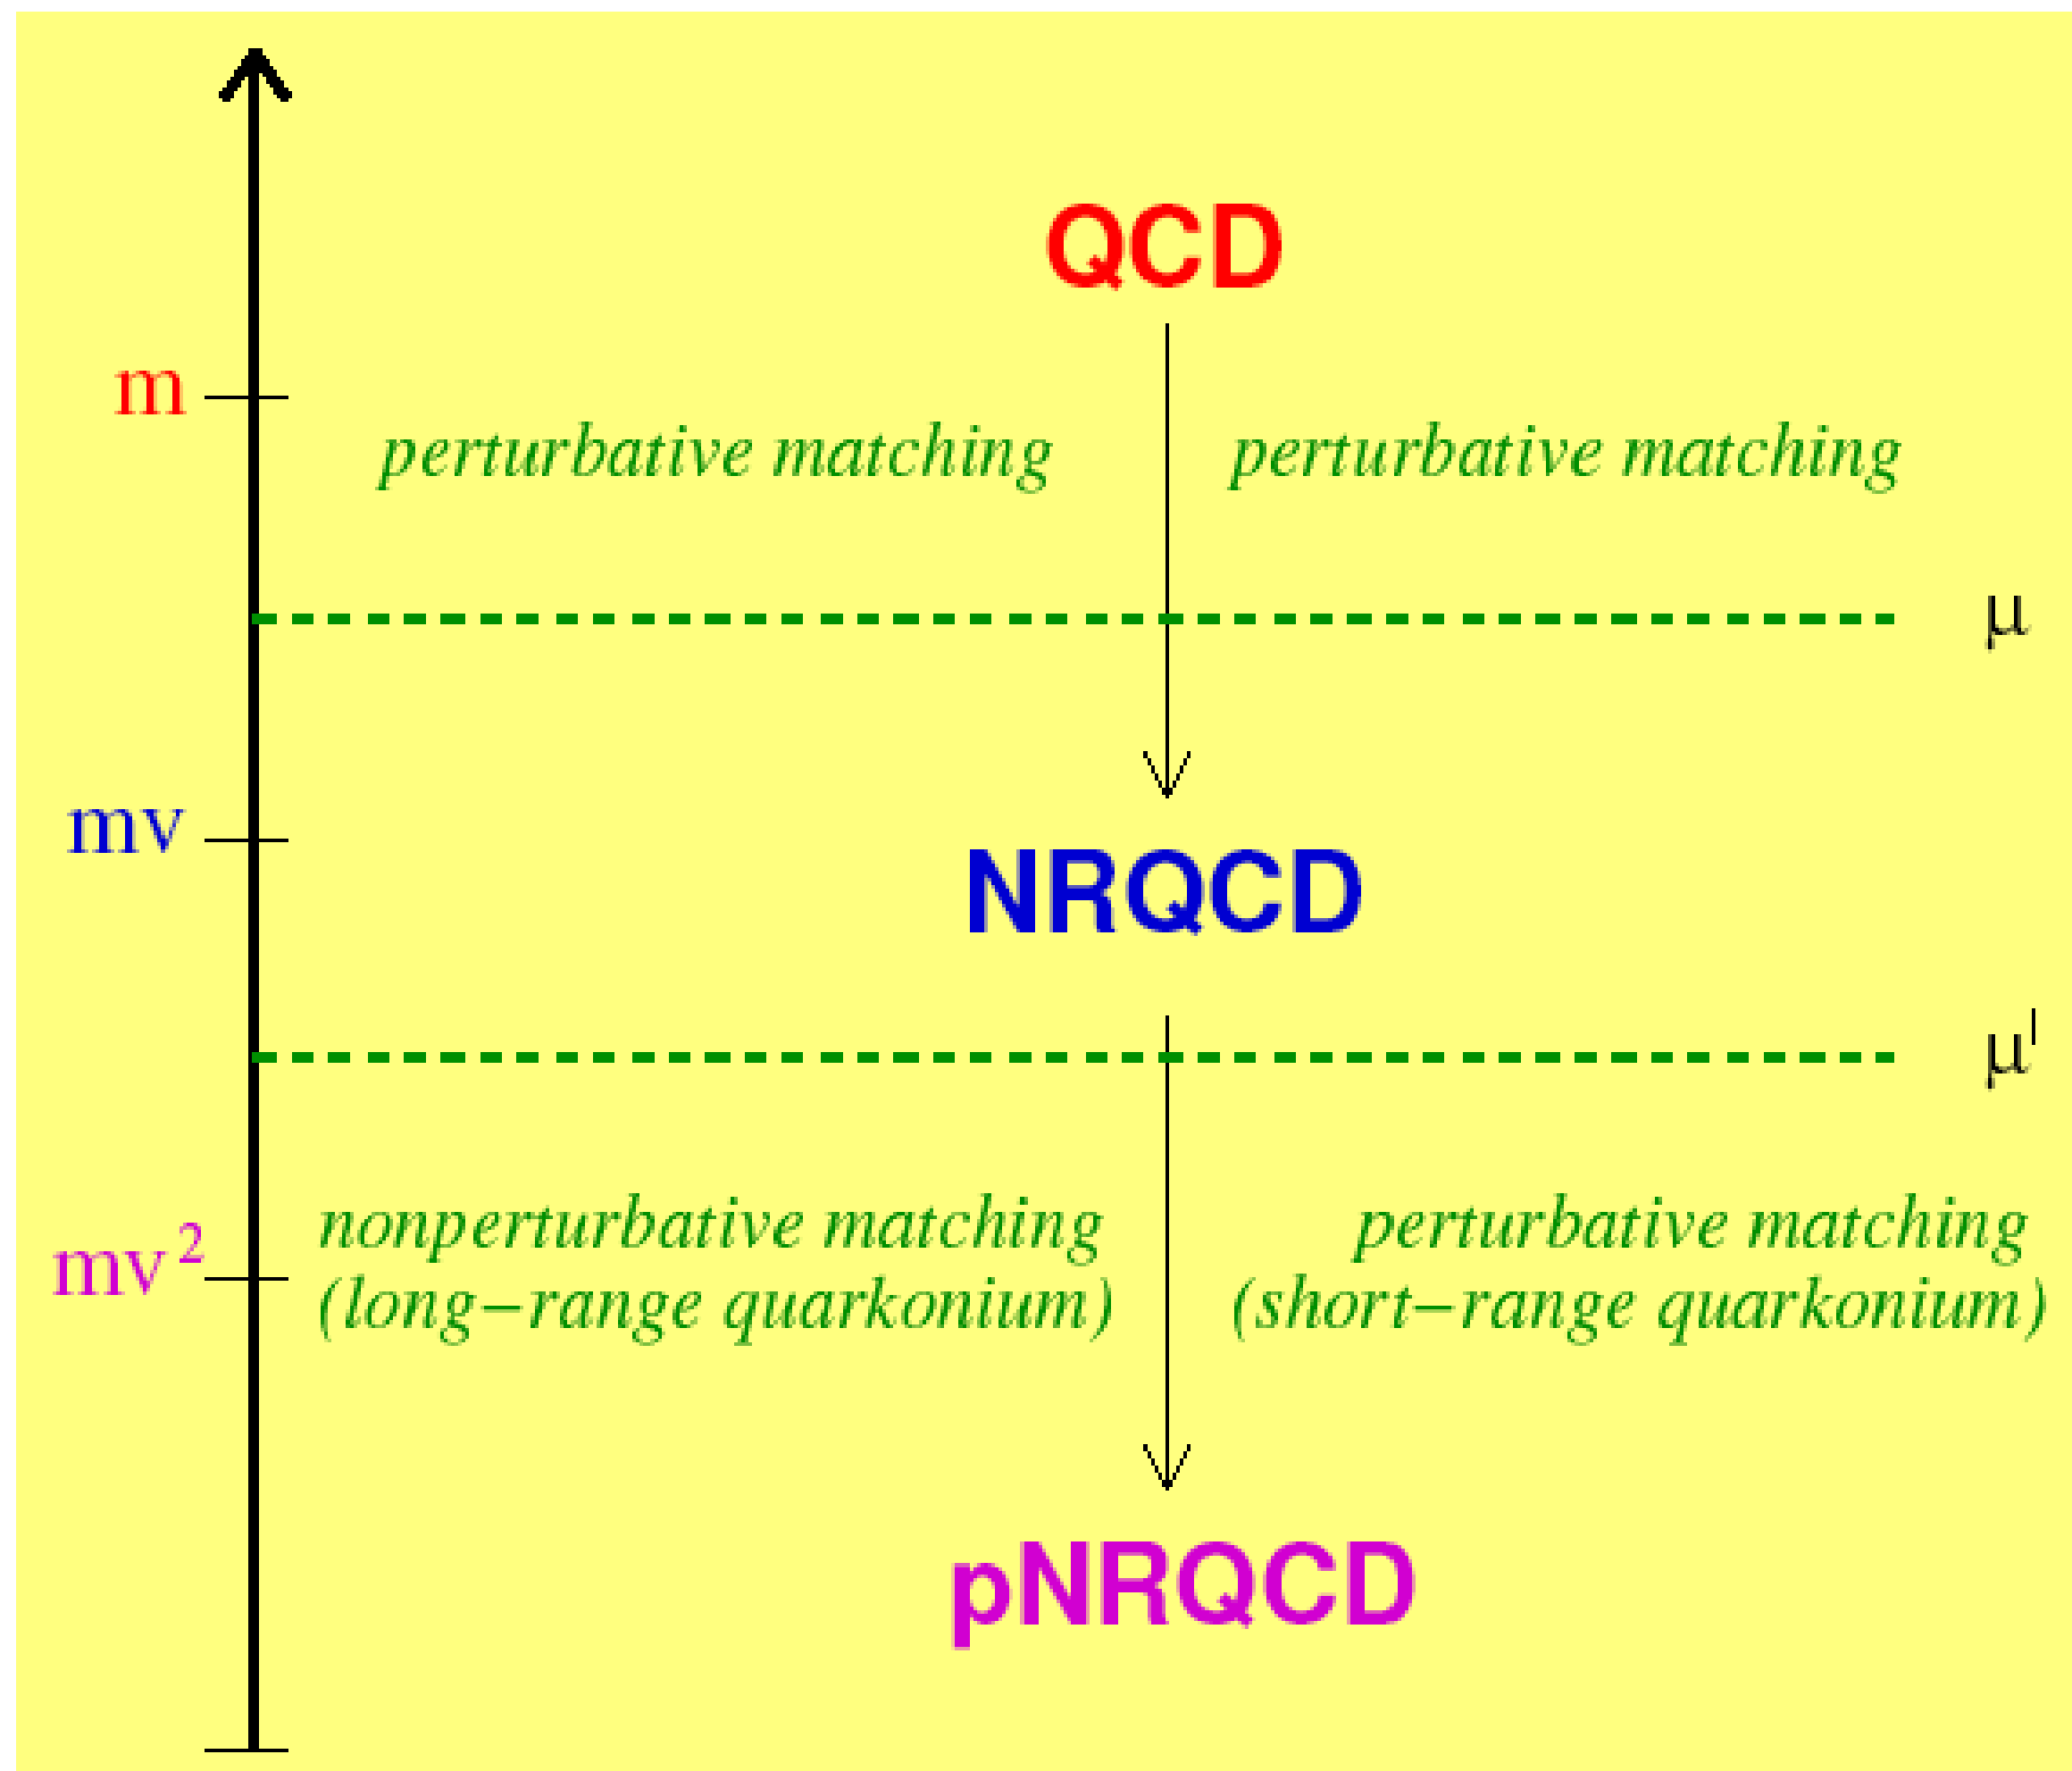 QCD
m
perturbative matching perturbative matching
μ
mv
NRQCD
μ'
nonperturbative matching perturbative matching
mv²
(long−range quarkonium) (short−range quarkonium)
pNRQCD